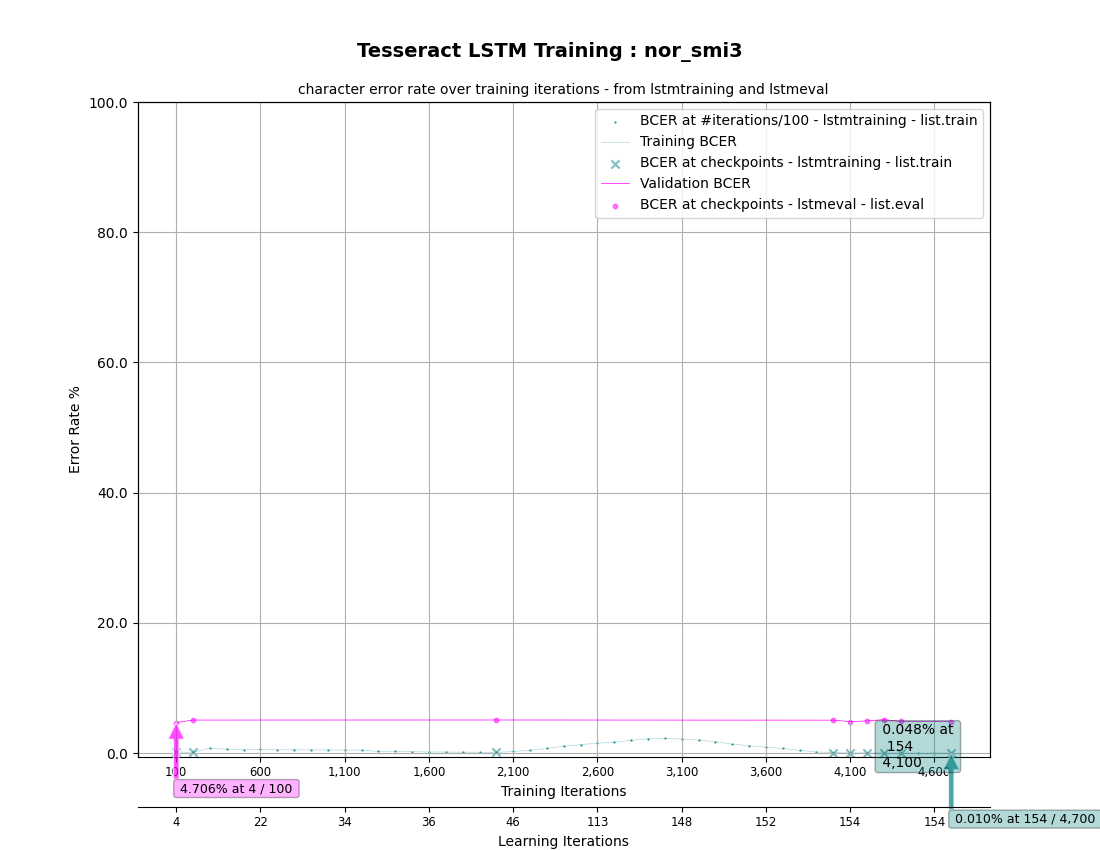 Tesseract LSTM Training : nor_smi3
character error rate over training iterations - from lstmtraining and lstmeval
100.0
BCER at #iterations/100 - lstmtraining - list.train
Training BCER
BCER at checkpoints - lstmtraining - list.train
Validation BCER
BCER at checkpoints - lstmeval - list.eval
80.0
60.0
Error Rate %
40.0
20.0
0.0
0.048% at
154
4,100
100 600 1,100 1,600 2,100 2,600 3,100 3,600 4,100 4,600
4.706% at 4 / 100
Training Iterations
0.010% at 154 / 4,700
4 22 34 36 46 113 148 152 154 154
Learning Iterations